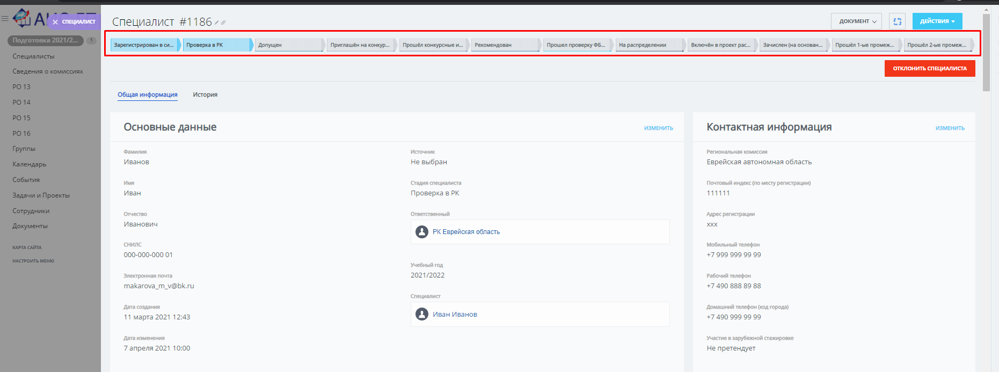 СПЕЦИАЛИСТ
Специалист #1186
ДОКУМЕНТ
ДЕЙСТВИЯ
Зарегистрирован в си...
Проверка в РК
Допущен
Приглашён на конкур...
Прошёл конкурсные и...
Рекомендован
Прошел проверку ФБ...
На распределении
Включён в проект рас...
Зачислен (на основан...
Прошёл 1-ые промеж...
Прошёл 2-ые промеж...
ОТКЛОНИТЬ СПЕЦИАЛИСТА
Подготовка 2021/2... 1
Специалисты
Сведения о комиссиях
РО 13
РО 14
РО 15
РО 16
Группы
Календарь
События
Задачи и Проекты
Сотрудники
Документы
КАРТА САЙТА
НАСТРОИТЬ МЕНЮ
Общая информация
История
Основные данные
ИЗМЕНИТЬ
Фамилия
Иванов
Имя
Иван
Отчество
Иванович
СНИЛС
000-000-000 01
Электронная почта
makarova_m_v@bk.ru
Дата создания
11 марта 2021 12:43
Дата изменения
7 апреля 2021 10:00
Источник
Не выбран
Стадия специалиста
Проверка в РК
Ответственный
РК Еврейская область
Учебный год
2021/2022
Специалист
Иван Иванов
Контактная информация
ИЗМЕНИТЬ
Региональная комиссия
Еврейская автономная область
Почтовый индекс (по месту регистрации)
111111
Адрес регистрации
xxx
Мобильный телефон
+7 999 999 99 99
Рабочий телефон
+7 490 888 89 88
Домашний телефон (код города)
+7 490 999 99 99
Участие в зарубежной стажировке
Не претендует